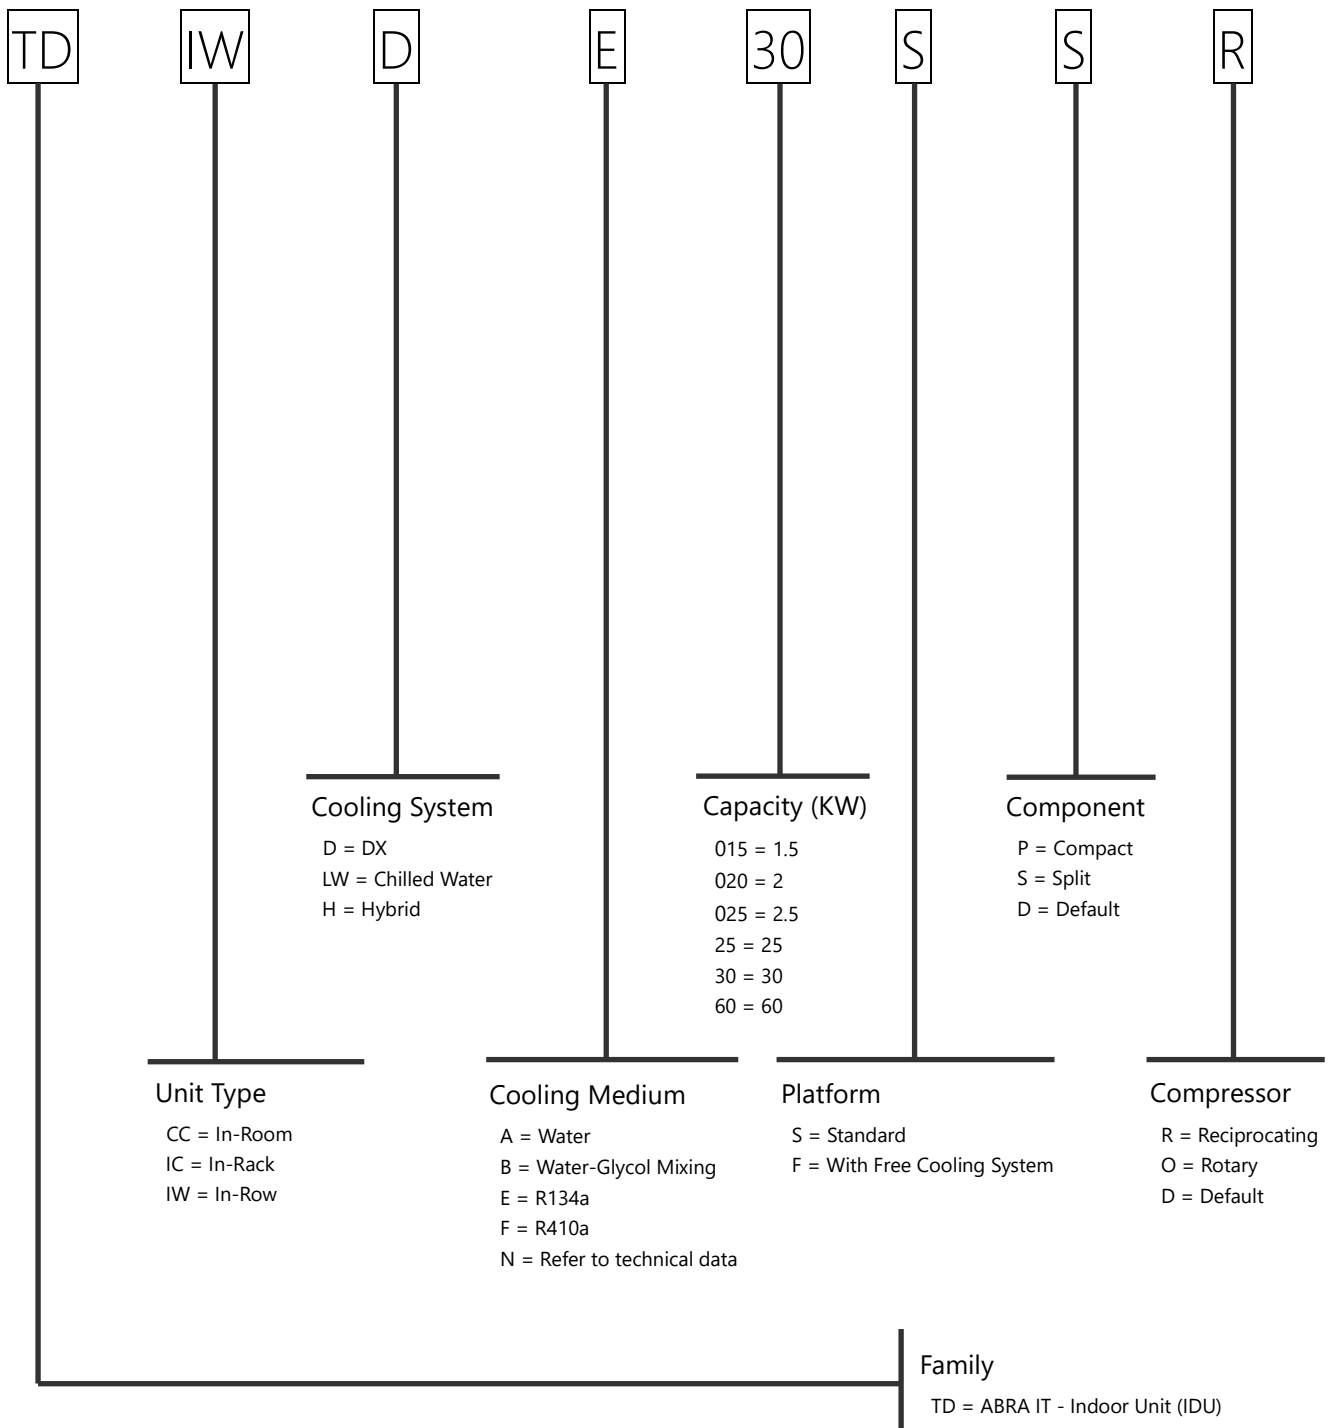 TD IW D E 30 S S R
Cooling System
D = DX
LW = Chilled Water
H = Hybrid
Capacity (KW)
015 = 1.5
020 = 2
025 = 2.5
25 = 25
30 = 30
60 = 60
Component
P = Compact
S = Split
D = Default
Unit Type
CC = In-Room
IC = In-Rack
IW = In-Row
Cooling Medium
A = Water
B = Water-Glycol Mixing
E = R134a
F = R410a
N = Refer to technical data
Platform
S = Standard
F = With Free Cooling System
Compressor
R = Reciprocating
O = Rotary
D = Default
Family
TD = ABRA IT - Indoor Unit (IDU)